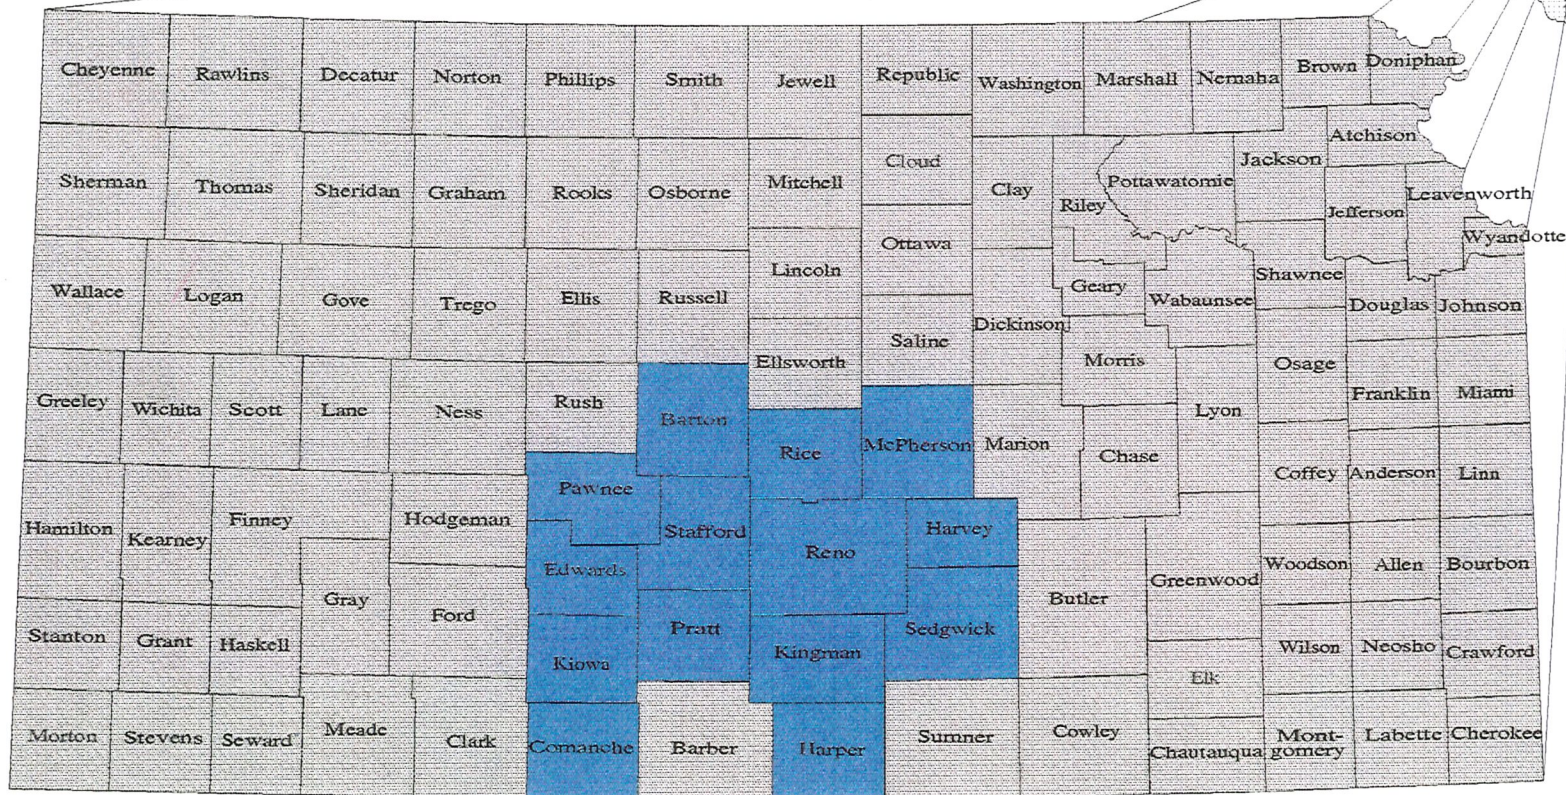 Cheyenne Rawlins Decatur Norton Phillips Smith Jewell Republic Washington Marshall Nemaha Brown Doniphan
Atchison
Cloud Jackson
Sherman Thomas Sheridan Graham Rooks Osborne Mitchell Clay Riley Pottawatomie Jefferson Leavenworth
Ottawa Wyandotte
Wallace Logan Gove Trego Ellis Russell Lincoln Geary Wabaunsee Shawnee Douglas Johnson
Dickinson
Saline
Ellsworth Morris Osage
Greeley Wichita Scott Lane Ness Rush Barton Lyon Franklin Miami
Rice McPherson Marion Chase
Coffey Anderson Linn
Pawnee
Hamilton Kearney Finney Hodgeman Stafford Reno Harvey
Edwards Greenwood Woodson Allen Bourbon
Gray Ford Butler
Stanton Grant Haskell Pratt Sedgwick Wilson Neosho Crawford
Kiowa Kingman Elk
Morton Stevens Seward Meade Clark Comanche Barber Harper Sumner Cowley Chautauqua Mont-
gomery Labette Cherokee